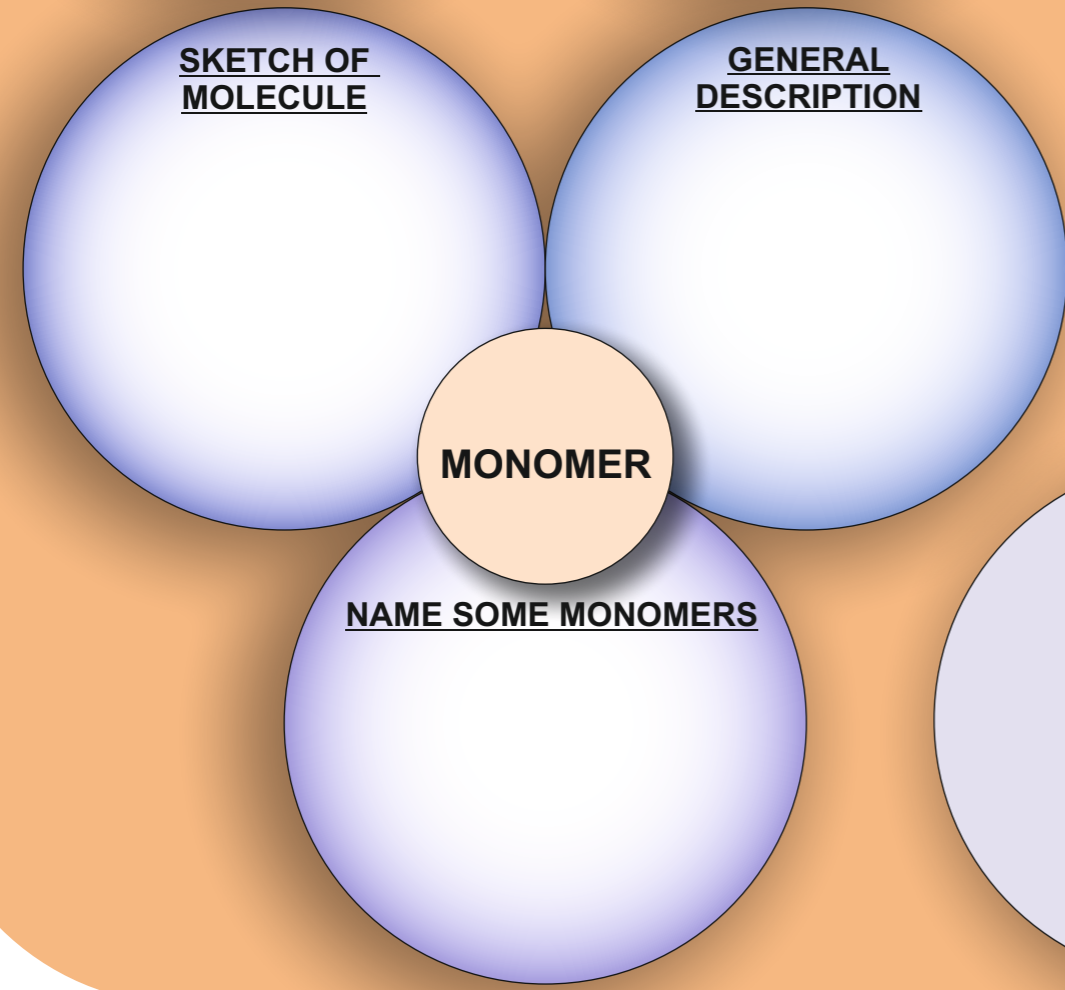 SKETCH OF
MOLECULE
GENERAL
DESCRIPTION
MONOMER
NAME SOME MONOMERS